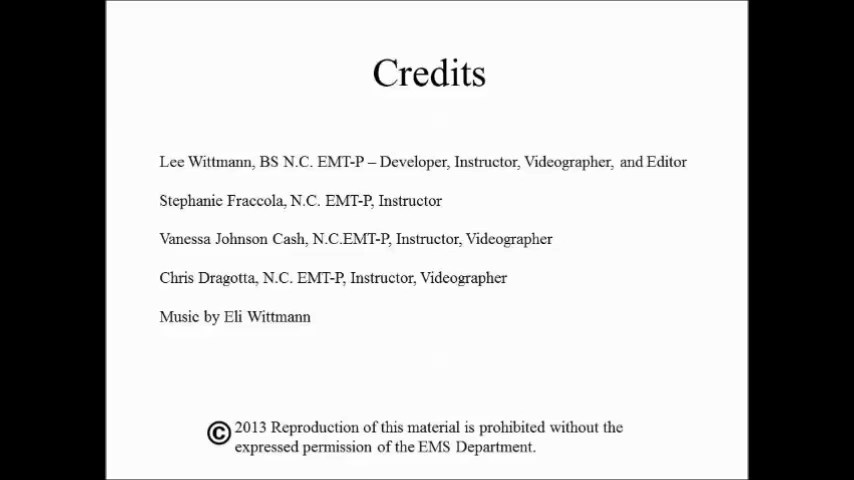 Credits
Lee Wittmann, BS N.C. EMT-P – Developer, Instructor, Videographer, and Editor
Stephanie Fraccola, N.C. EMT-P, Instructor
Vanessa Johnson Cash, N.C.EMT-P, Instructor, Videographer
Chris Dragotta, N.C. EMT-P, Instructor, Videographer
Music by Eli Wittmann
© 2013 Reproduction of this material is prohibited without the
expressed permission of the EMS Department.